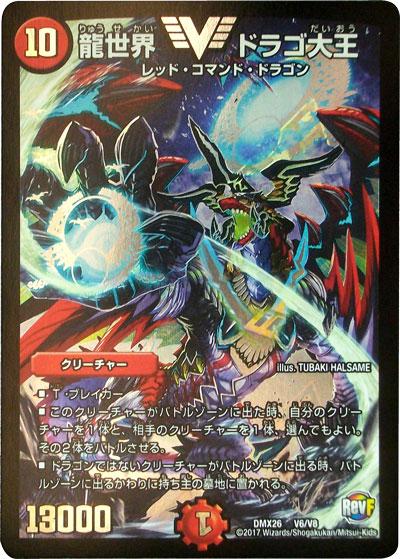 10
りゅう せ かい
龍世界
だいおう
ドラゴ大王
レッド・コマンド・ドラゴン
クリーチャー
illus. TUBAKI HALSAME
■T・ブレイカー
■このクリーチャーがバトルゾーンに出た時、自分のクリー
チャーを1体と、相手のクリーチャーを1体、選んでもよい。
その2体をバトルさせる。
■ドラゴンではないクリーチャーがバトルゾーンに出る時、バト
ルゾーンに出るかわりに持ち主の墓地に置かれる。
RevF
13000
T
DMX26 V6/V8
©2017 Wizards/Shogakukan/Mitsui-Kids